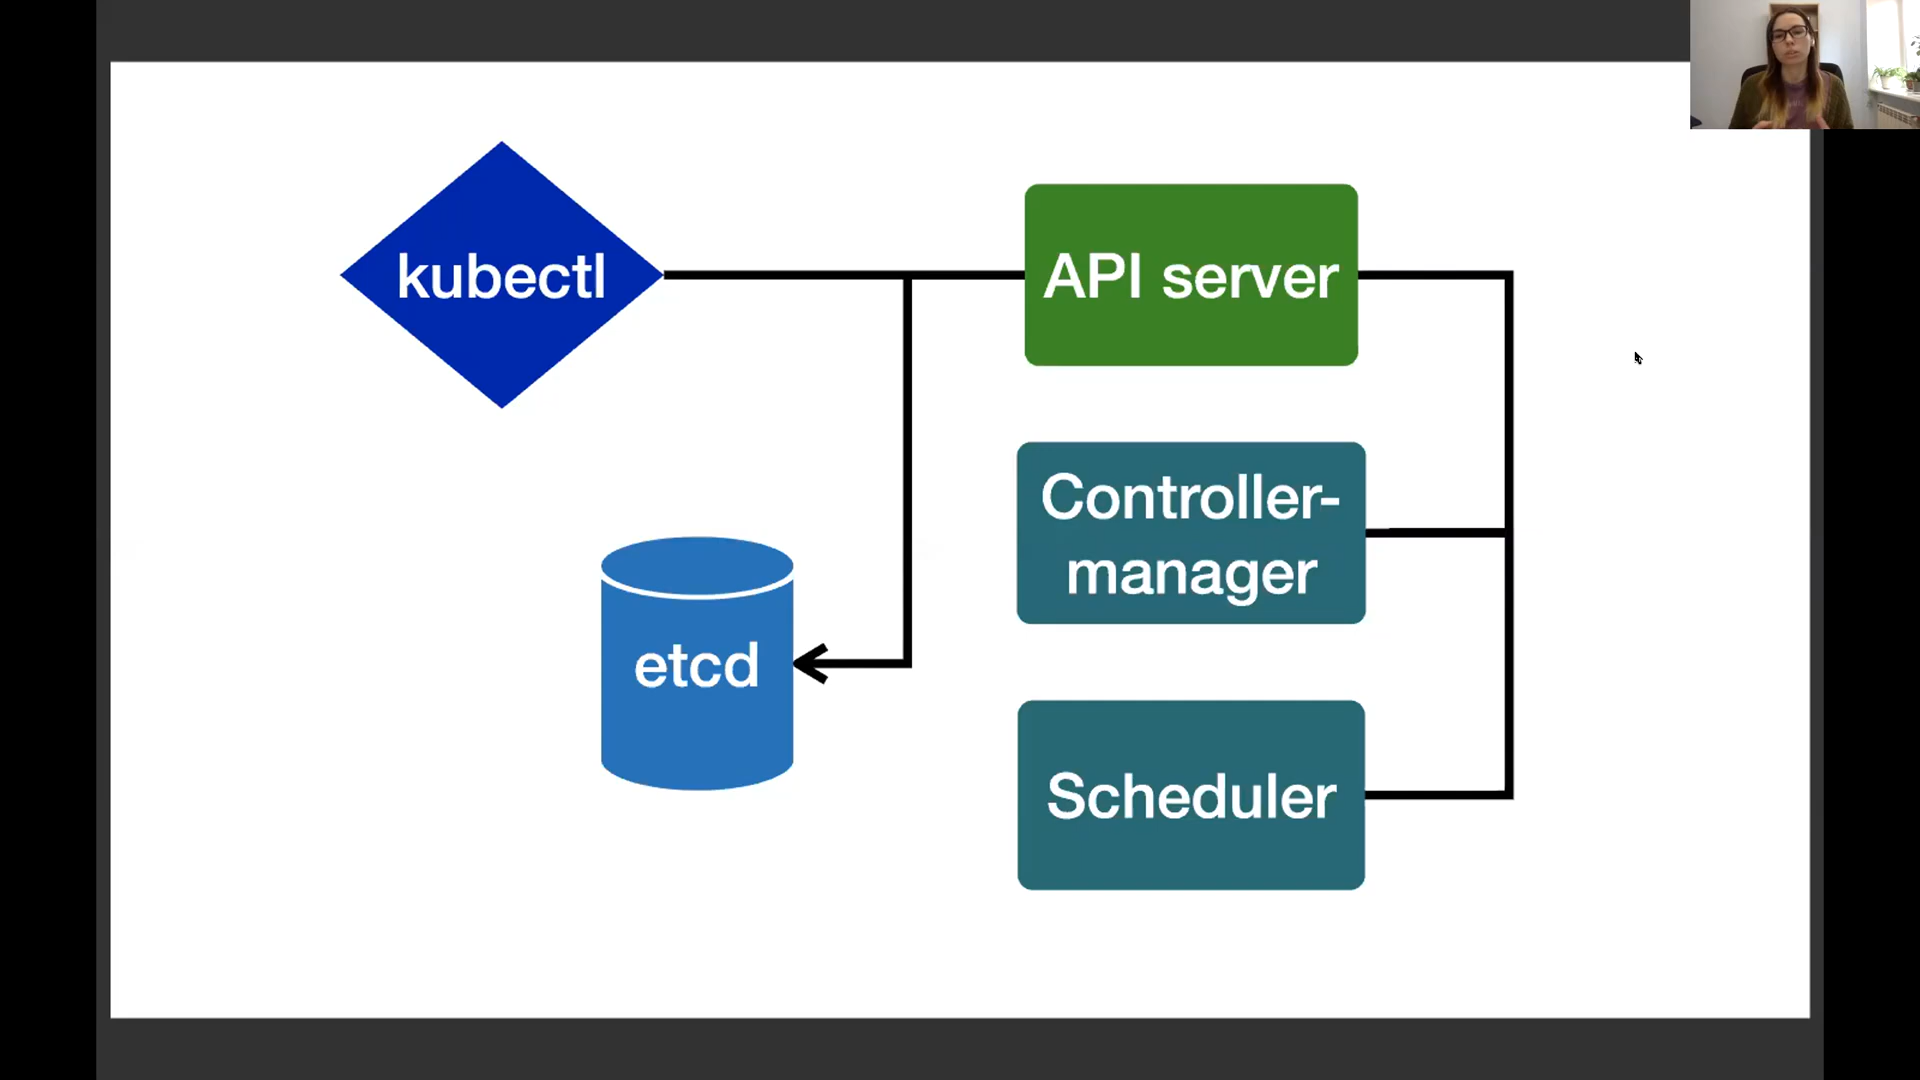 kubectl
API server
Controller-
manager
etcd
Scheduler